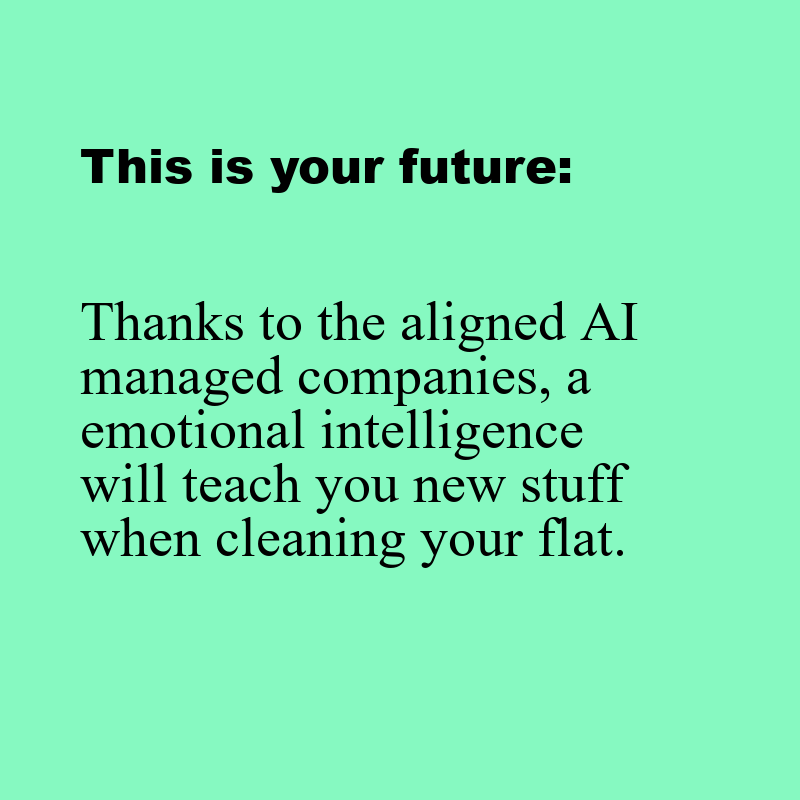 This is your future:
Thanks to the aligned AI
managed companies, a
emotional intelligence
will teach you new stuff
when cleaning your flat.